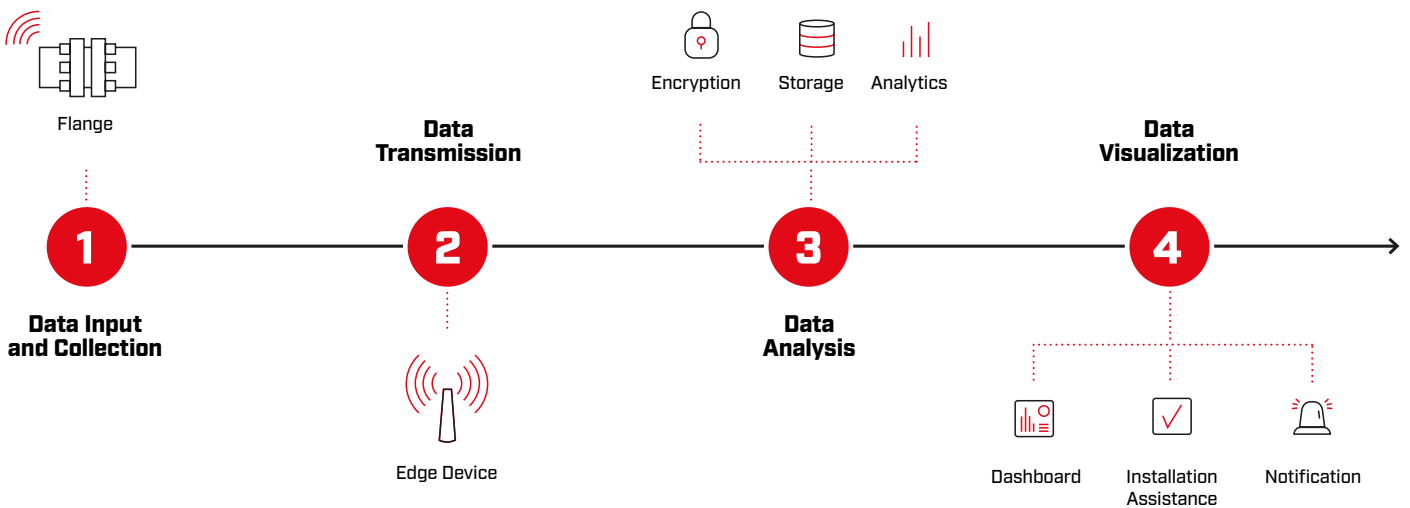 Flange
1
Data Input
and Collection
Data
Transmission
2
Edge Device
Encryption
Storage
Analytics
3
Data
Analysis
Data
Visualization
4
Dashboard
Installation
Assistance
Notification